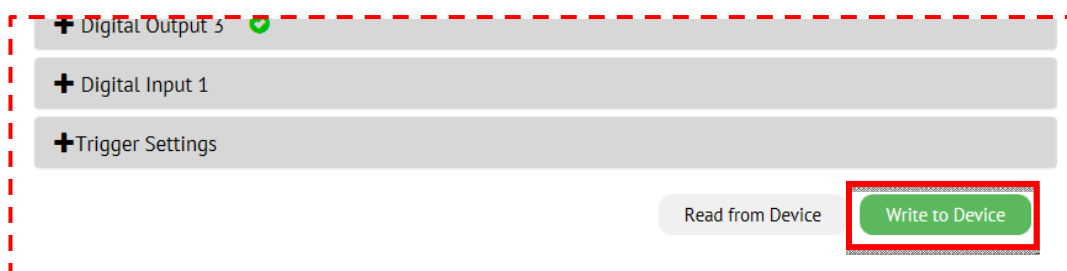 Digital Output 3
Digital Input 1
Trigger Settings
Read from Device Write to Device